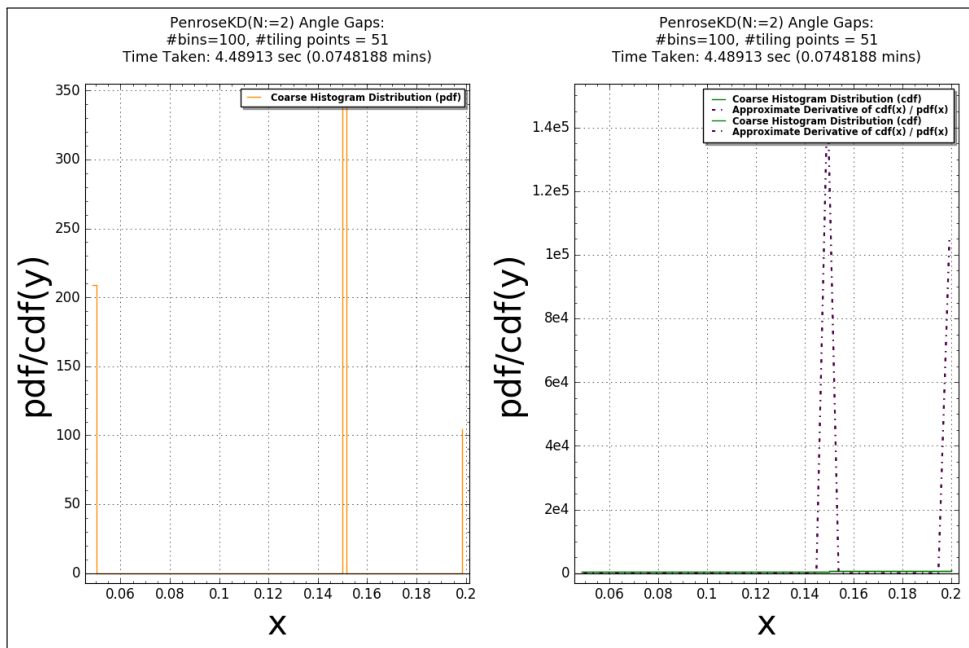 PenroseKD(N:=2) Angle Gaps:
#bins=100, #tiling points = 51
Time Taken: 4.48913 sec (0.0748188 mins)
Coarse Histogram Distribution (pdf)
350
300
250
200
150
100
50
0
pdf/cdf(y)
0.06 0.08 0.1 0.12 0.14 0.16 0.18 0.2
x
PenroseKD(N:=2) Angle Gaps:
#bins=100, #tiling points = 51
Time Taken: 4.48913 sec (0.0748188 mins)
Coarse Histogram Distribution (cdf)
Approximate Derivative of cdf(x) / pdf(x)
Coarse Histogram Distribution (cdf)
Approximate Derivative of cdf(x) / pdf(x)
1.4e5
1.2e5
1e5
8e4
6e4
4e4
2e4
0
pdf/cdf(y)
0.06 0.08 0.1 0.12 0.14 0.16 0.18 0.2
x